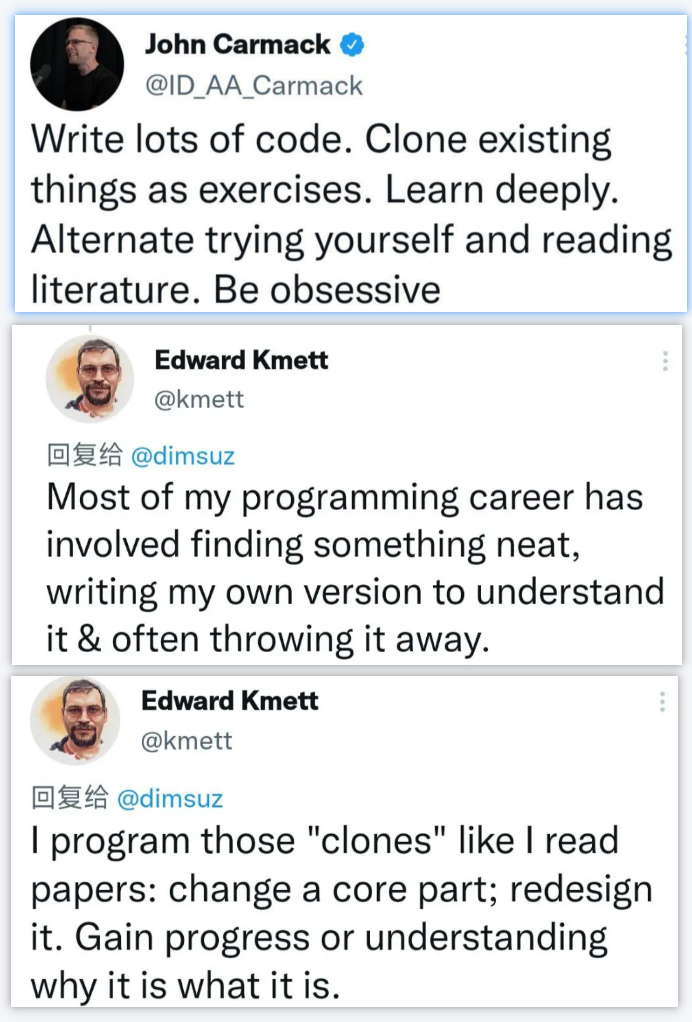 John Carmack
@ID_AA_Carmack
Write lots of code. Clone existing
things as exercises. Learn deeply.
Alternate trying yourself and reading
literature. Be obsessive
Edward Kmett
@kmett
回复给 @dimsuz
Most of my programming career has
involved finding something neat,
writing my own version to understand
it & often throwing it away.
Edward Kmett
@kmett
回复给 @dimsuz
I program those "clones" like I read
papers: change a core part; redesign
it. Gain progress or understanding
why it is what it is.